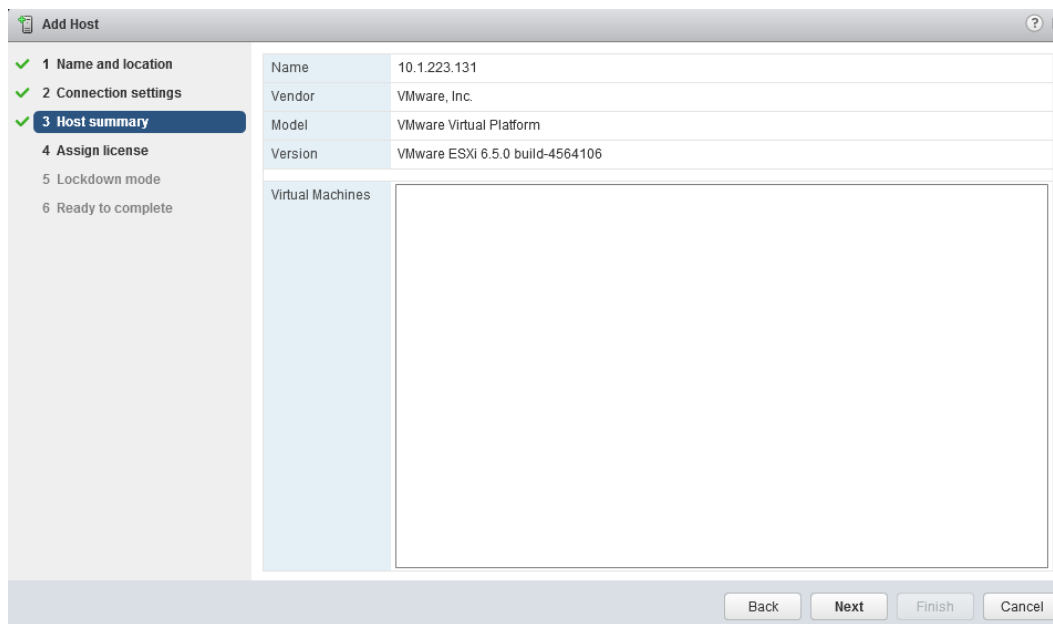 Add Host
?
1 Name and location
2 Connection settings
3 Host summary
4 Assign license
5 Lockdown mode
6 Ready to complete
Name 10.1.223.131
Vendor VMware, Inc.
Model VMware Virtual Platform
Version VMware ESXi 6.5.0 build-4564106
Virtual Machines
Back Next Finish Cancel